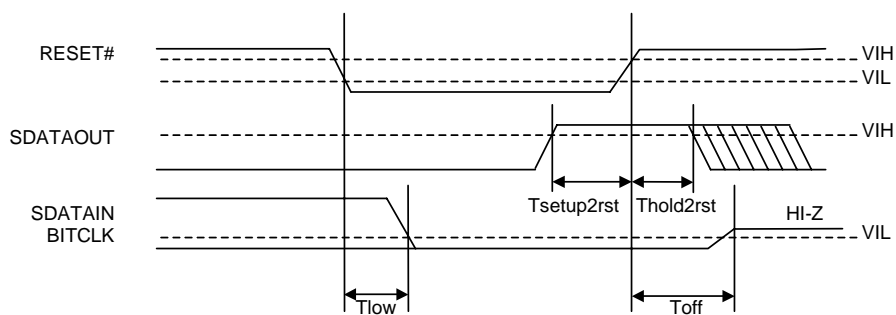 RESET#
VIH
VIL
SDATAOUT
VIH
Tsetup2rst
Thold2rst
SDATAIN
BITCLK
HI-Z
VIL
Tlow
Toff